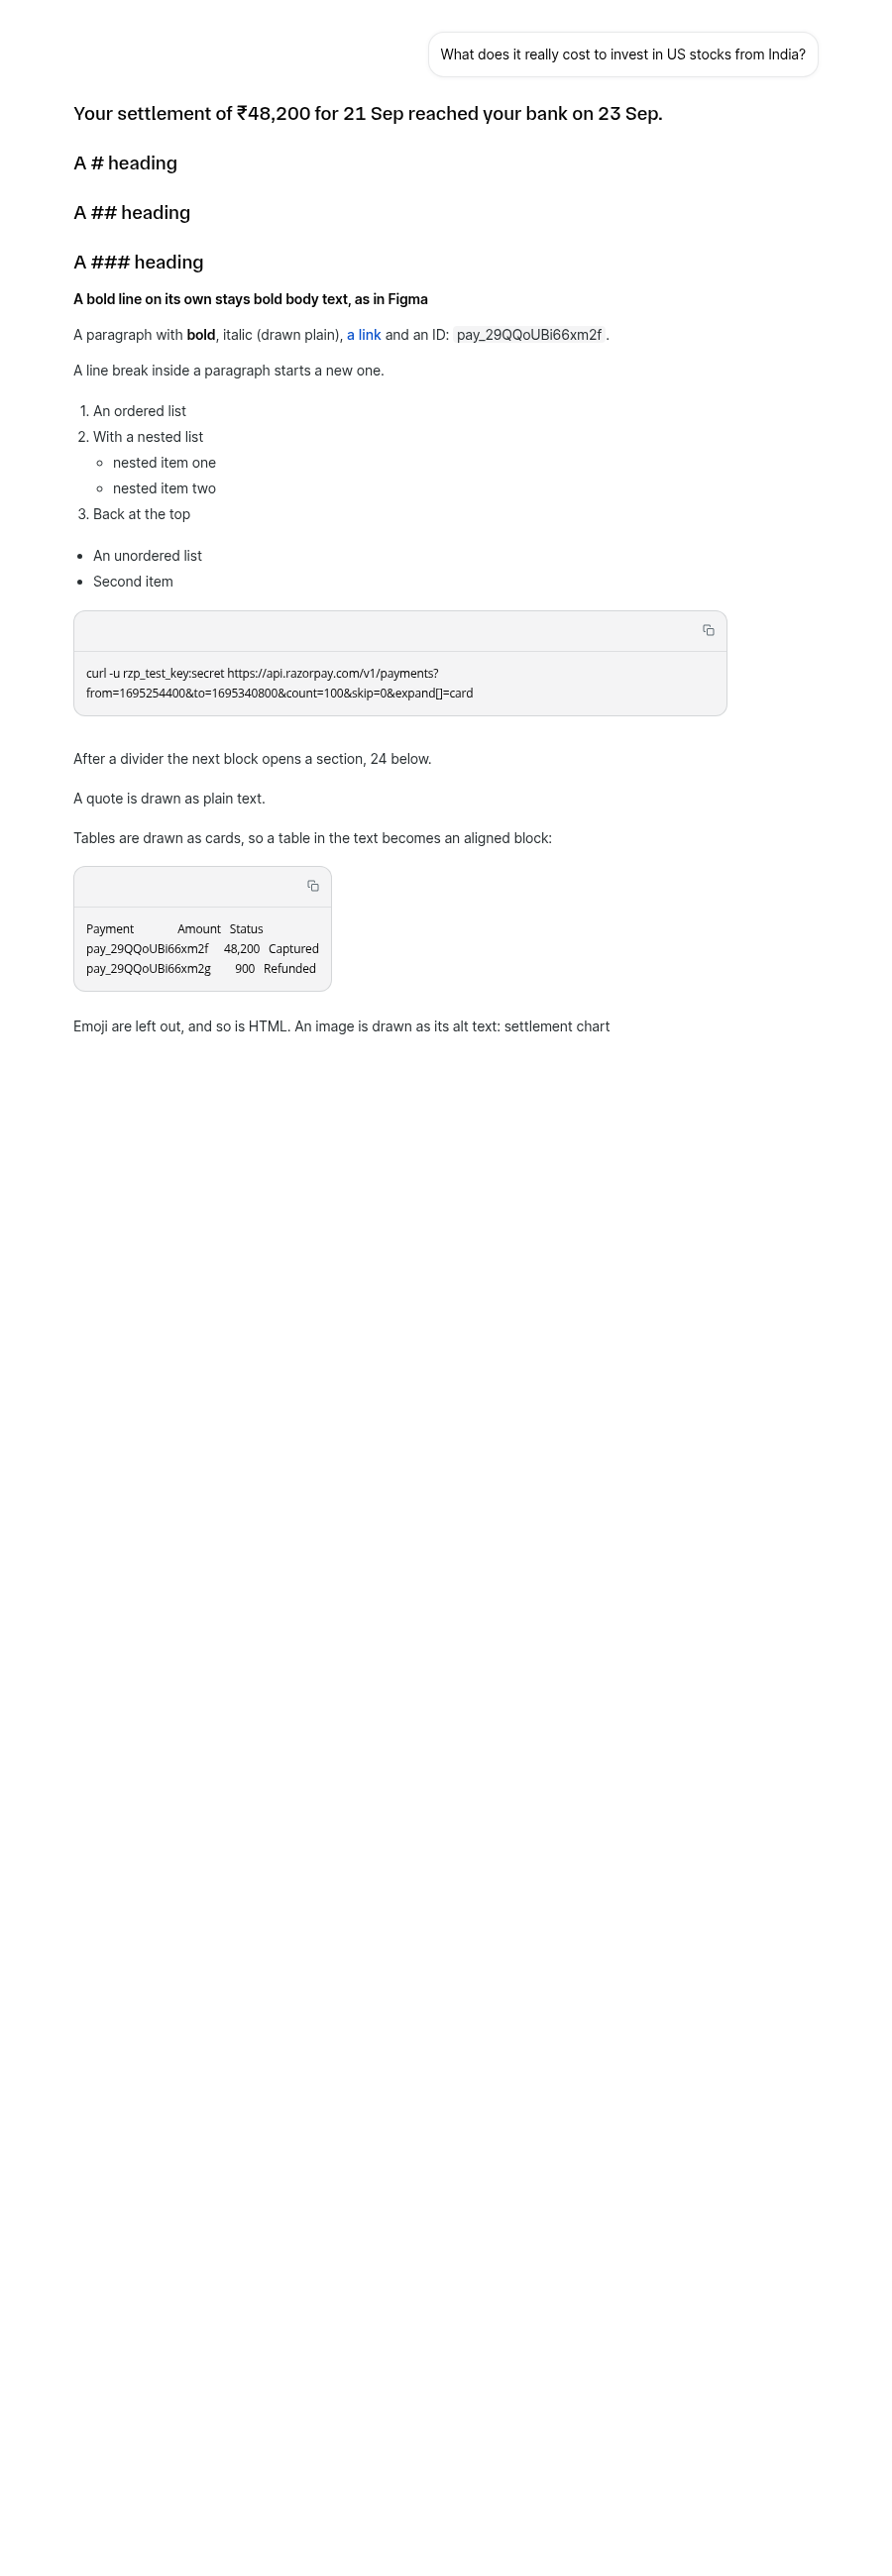 What does it really cost to invest in US stocks from India?
Your settlement of ₹48,200 for 21 Sep reached your bank on 23 Sep.
A # heading
A ## heading
A ### heading
A bold line on its own stays bold body text, as in Figma
A paragraph with bold, italic (drawn plain), a link and an ID: pay_29QQoUBi66xm2f.
A line break inside a paragraph starts a new one.
1. An ordered list
2. With a nested list
nested item one
nested item two
3. Back at the top
An unordered list
Second item
curl -u rzp_test_key:secret https://api.razorpay.com/v1/payments?
from=1695254400&to=1695340800&count=100&skip=0&expand[]=card
After a divider the next block opens a section, 24 below.
A quote is drawn as plain text.
Tables are drawn as cards, so a table in the text becomes an aligned block:
Payment Amount Status
pay_29QQoUBi66xm2f 48,200 Captured
pay_29QQoUBi66xm2g 900 Refunded
Emoji are left out, and so is HTML. An image is drawn as its alt text: settlement chart